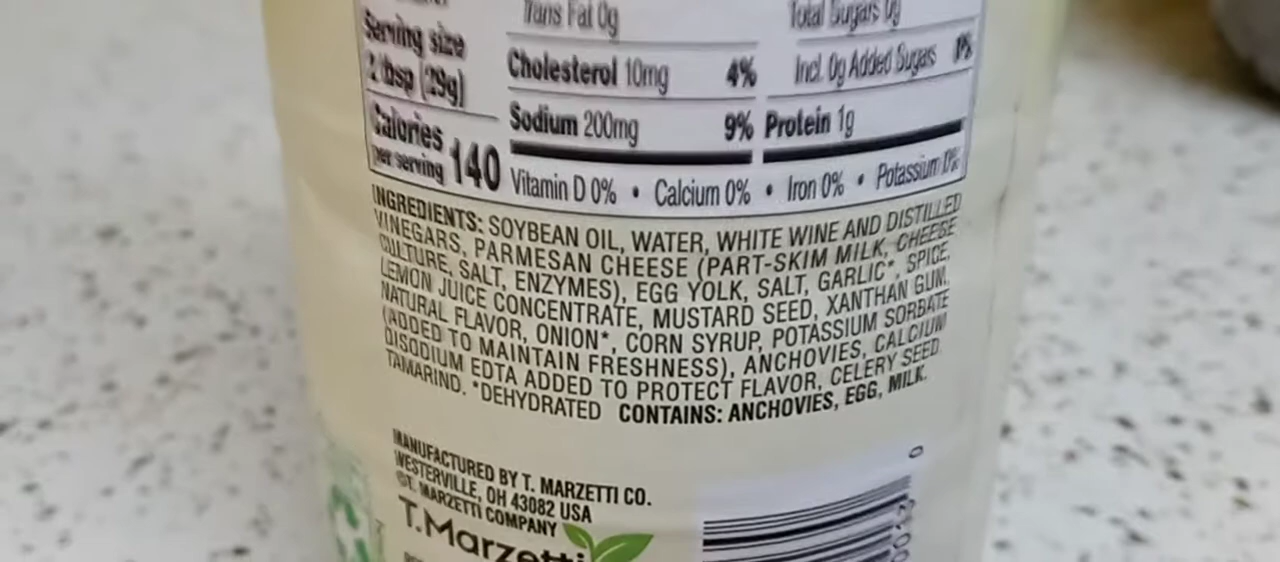 Trans Fat 0g
Total Sugars 0g
Serving size
2 tbsp (29g)
Cholesterol 10mg 4%
Incl. 0g Added Sugars 0%
Sodium 200mg 9%
Protein 1g
Calories
per serving 140
Vitamin D 0% • Calcium 0% • Iron 0% • Potassium 0%
INGREDIENTS: SOYBEAN OIL, WATER, WHITE WINE AND DISTILLED
VINEGARS, PARMESAN CHEESE (PART-SKIM MILK, CHEESE
CULTURE, SALT, ENZYMES), EGG YOLK, SALT, GARLIC*, SPICE,
LEMON JUICE CONCENTRATE, MUSTARD SEED, XANTHAN GUM,
NATURAL FLAVOR, ONION*, CORN SYRUP, POTASSIUM SORBATE
(ADDED TO MAINTAIN FRESHNESS), ANCHOVIES, CALCIUM
DISODIUM EDTA ADDED TO PROTECT FLAVOR, CELERY SEED,
TAMARIND. *DEHYDRATED CONTAINS: ANCHOVIES, EGG, MILK.
MANUFACTURED BY T. MARZETTI CO.
WESTERVILLE, OH 43082 USA
©T. MARZETTI COMPANY
T.Marzetti
0